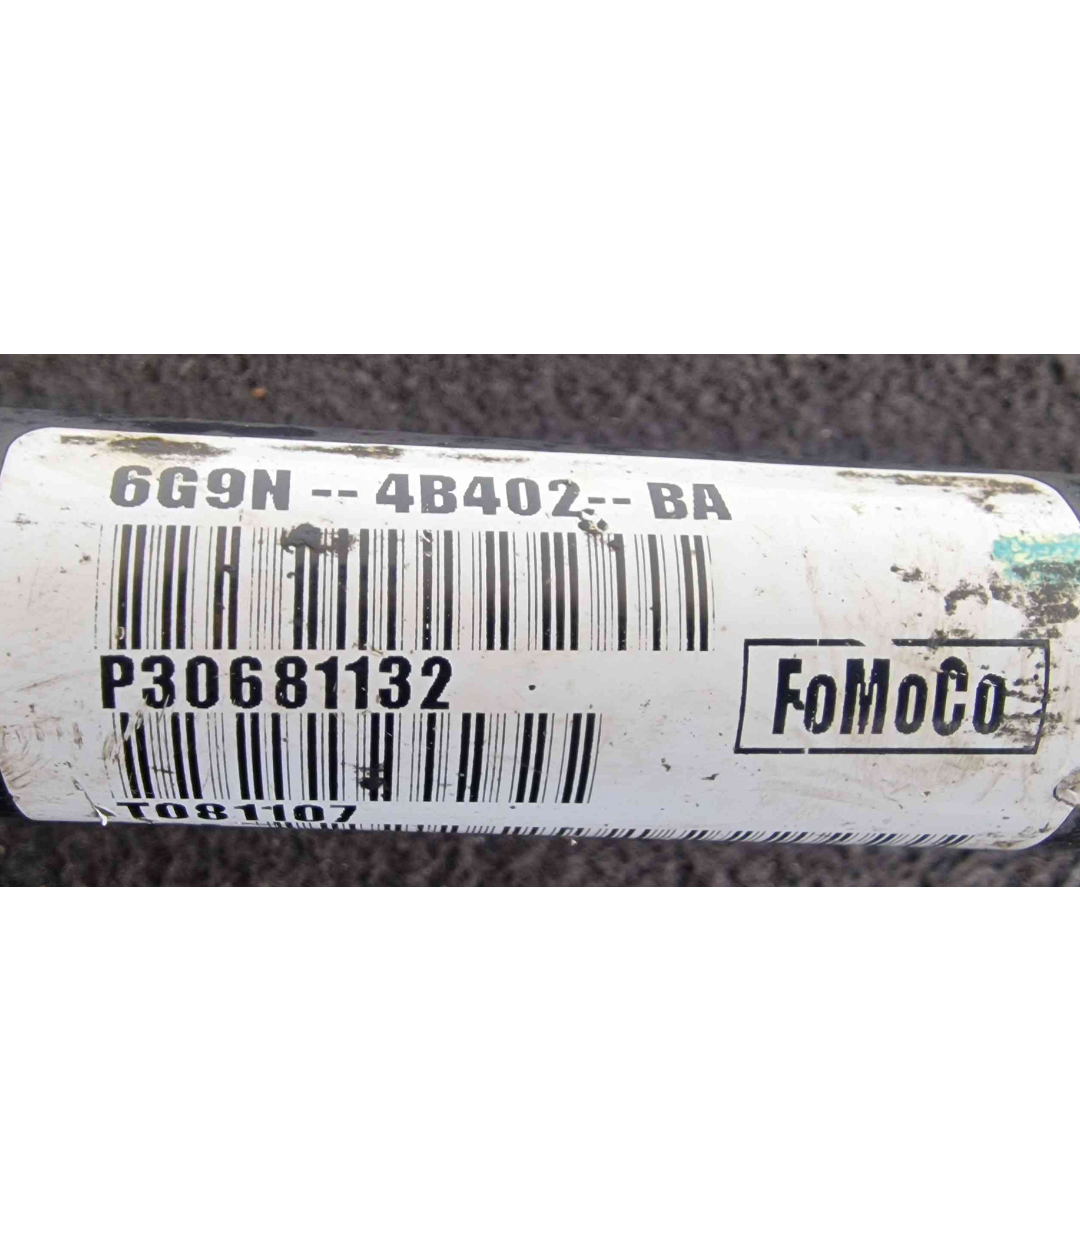 6G9N -- 4B402-- BA
P30681132
FoMoCo
T081107